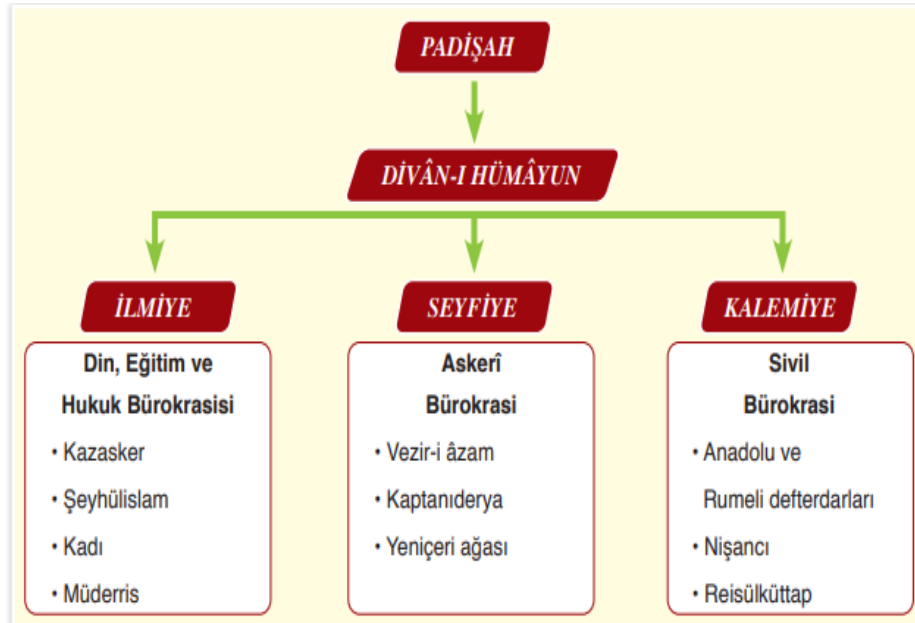 PADİŞAH
DİVÂN-I HÜMÂYUN
İLMİYE
Din, Eğitim ve
Hukuk Bürokrasisi
• Kazasker
• Şeyhülislam
• Kadı
• Müderris
SEYFİYE
Askerî
Bürokrasi
• Vezir-i âzam
• Kaptanıderya
• Yeniçeri ağası
KALEMİYE
Sivil
Bürokrasi
• Anadolu ve
Rumeli defterdarları
• Nişancı
• Reisülküttap